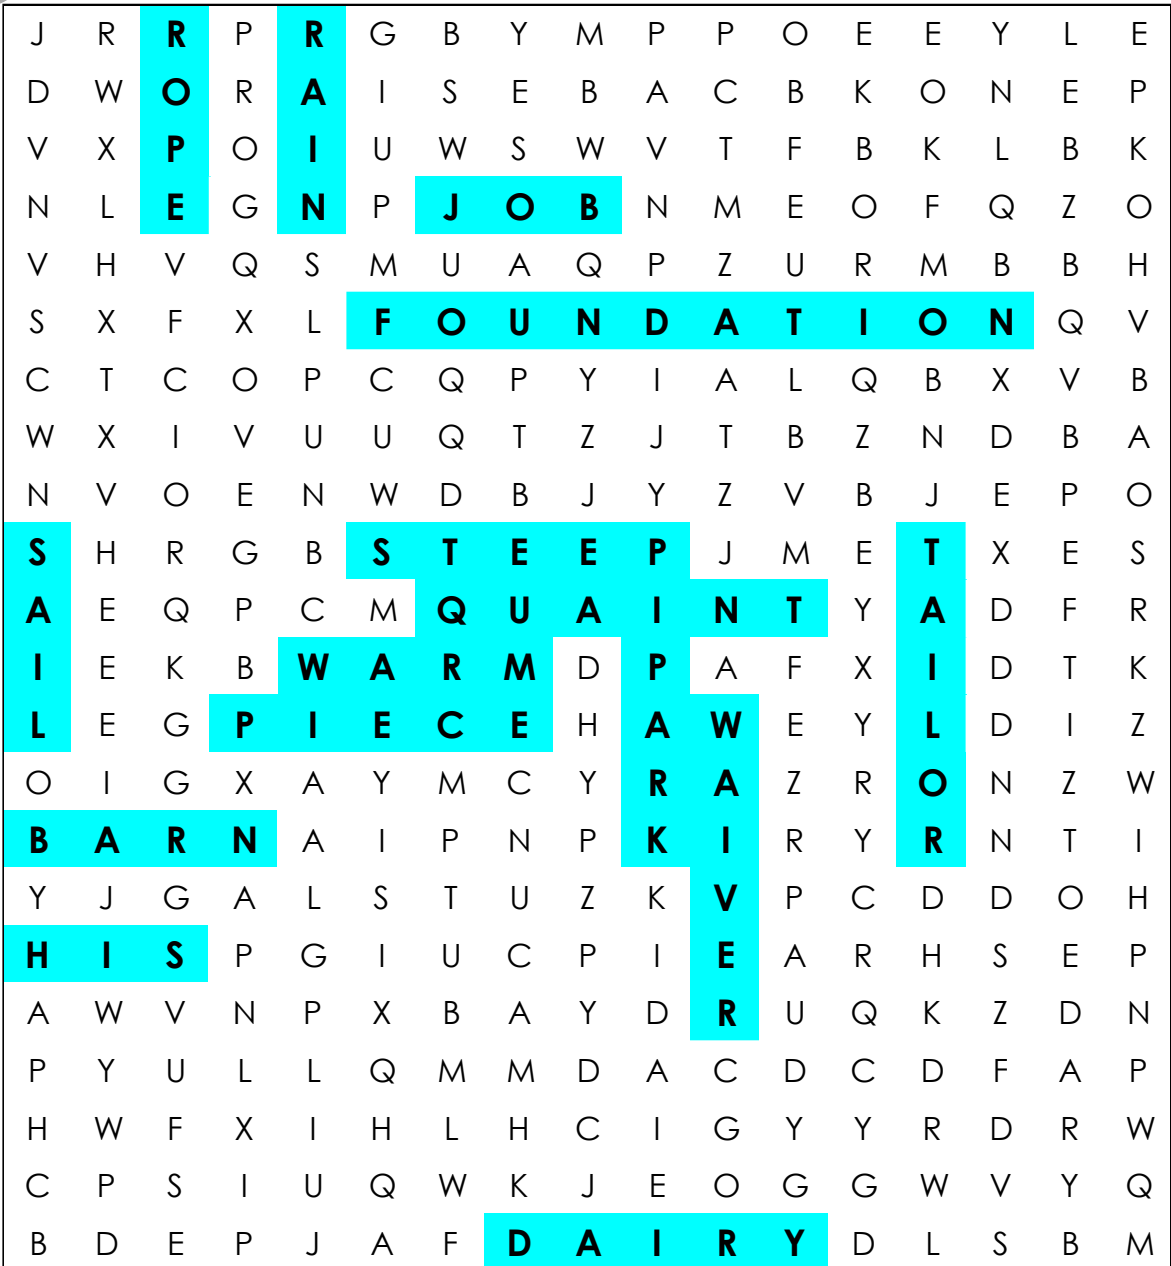 J R R P R G B Y M P P O E E Y L E
D W O R A I S E B A C B K O N E P
V X P O I U W S W V T F B K L B K
N L E G N P J O B N M E O F Q Z O
V H V Q S M U A Q P Z U R M B B H
S X F X L F O U N D A T I O N Q V
C T C O P C Q P Y I A L Q B X V B
W X I V U U Q T Z J T B Z N D B A
N V O E N W D B J Y Z V B J E P O
S H R G B S T E E P J M E T X E S
A E Q P C M Q U A I N T Y A D F R
I E K B W A R M D P A F X I D T K
L E G P I E C E H A W E Y L D I Z
O I G X A Y M C Y R A Z R O N Z W
B A R N A I P N P K I R Y R N T I
Y J G A L S T U Z K V P C D D O H
H I S P G I U C P I E A R H S E P
A W V N P X B A Y D R U Q K Z D N
P Y U L L Q M M D A C D C D F A P
H W F X I H L H C I G Y Y R D R W
C P S I U Q W K J E O G G W V Y Q
B D E P J A F D A I R Y D L S B M